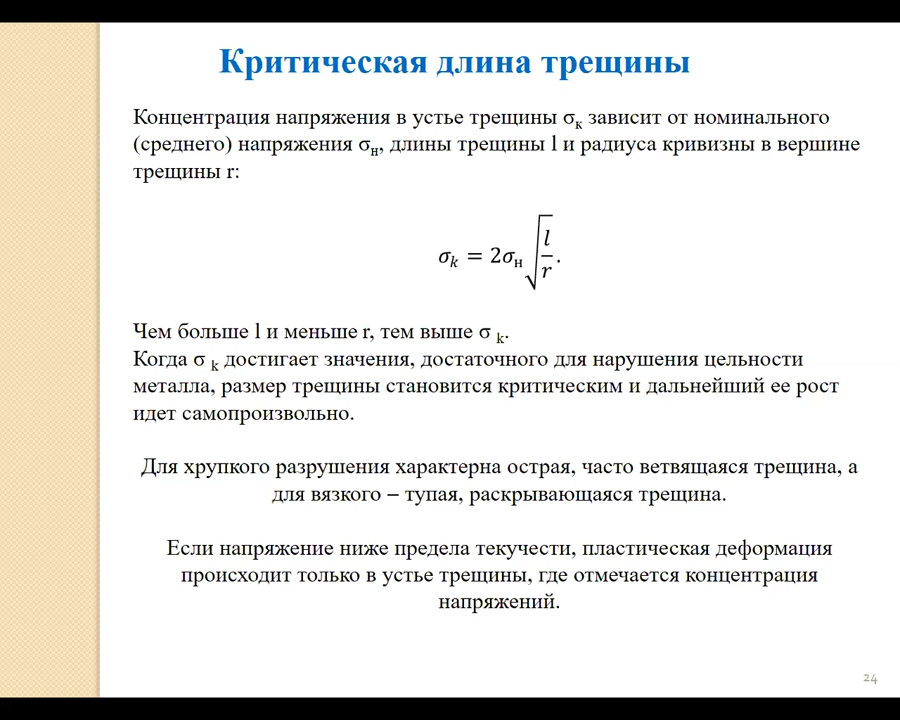 Критическая длина трещины
Концентрация напряжения в устье трещины σк зависит от номинального
(среднего) напряжения σн, длины трещины l и радиуса кривизны в вершине
трещины r:
σk = 2σн√(l/r).
Чем больше l и меньше r, тем выше σ k.
Когда σ k достигает значения, достаточного для нарушения цельности
металла, размер трещины становится критическим и дальнейший ее рост
идет самопроизвольно.
Для хрупкого разрушения характерна острая, часто ветвящаяся трещина, а
для вязкого – тупая, раскрывающаяся трещина.
Если напряжение ниже предела текучести, пластическая деформация
происходит только в устье трещины, где отмечается концентрация
напряжений.
24